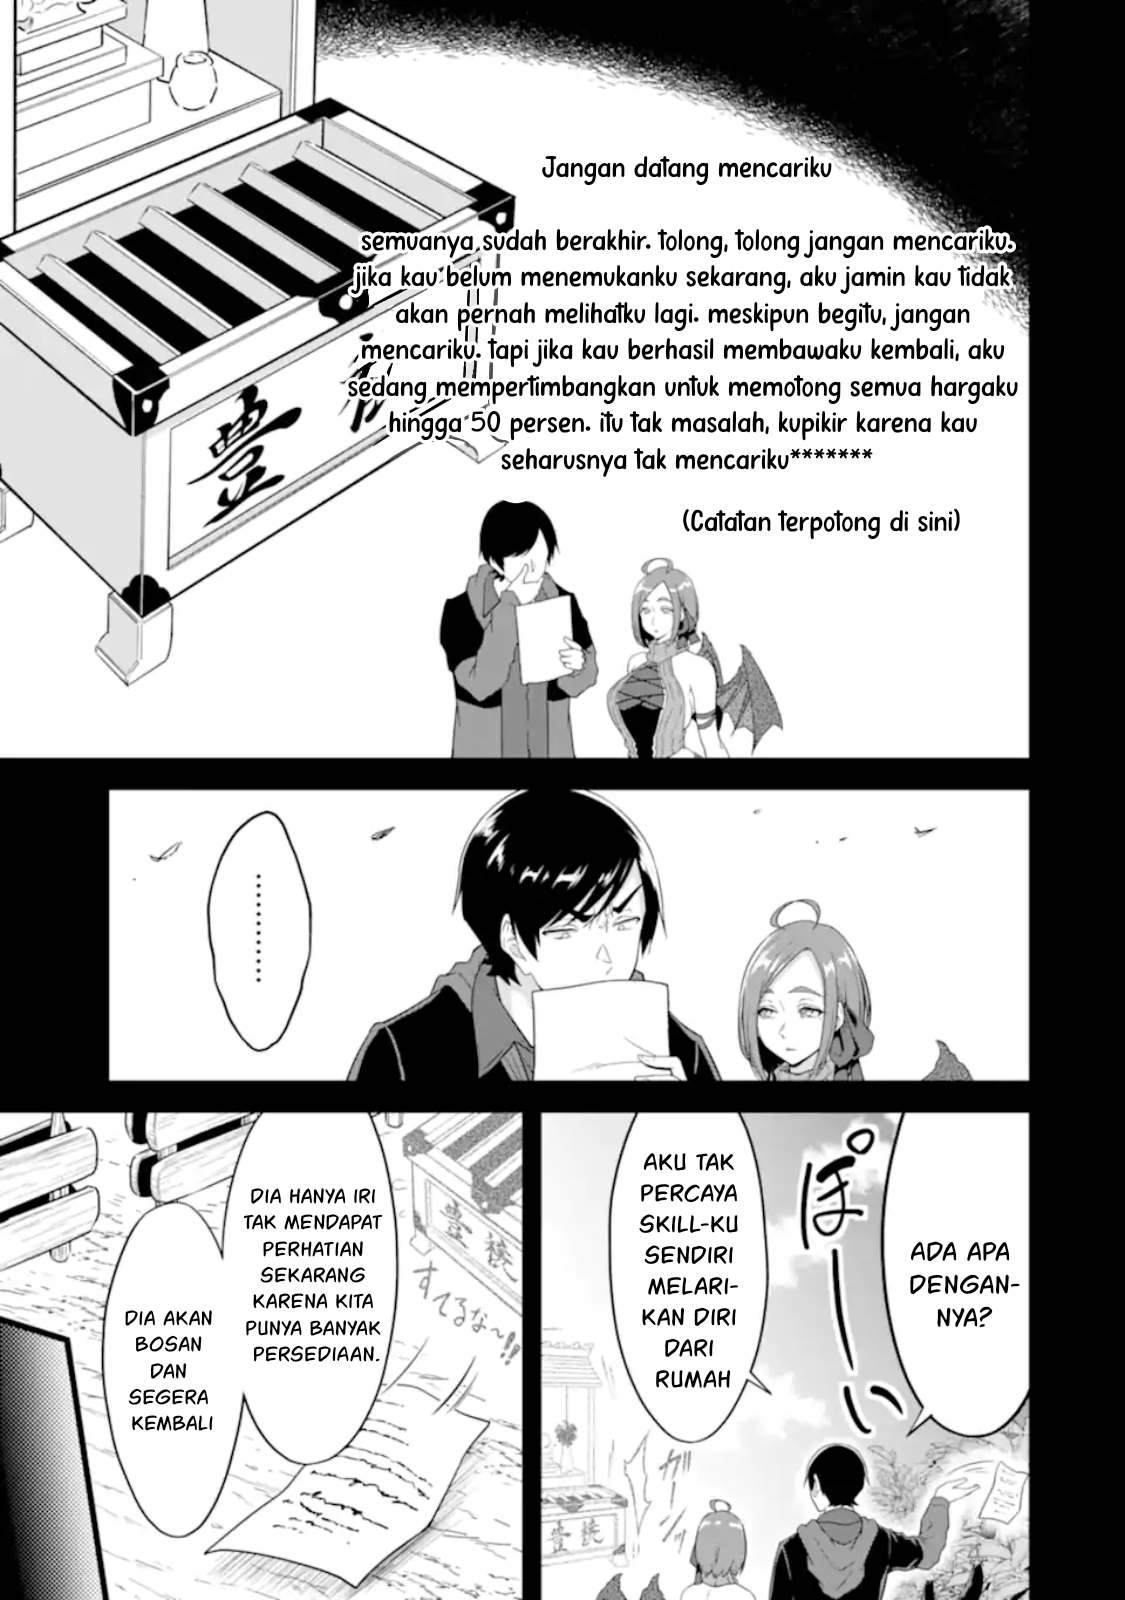 Jangan datang mencariku
semuanya sudah berakhir. tolong, tolong jangan mencariku.
jika kau belum menemukanku sekarang, aku jamin kau tidak
akan pernah melihatku lagi. meskipun begitu, jangan
mencariku. tapi jika kau berhasil membawaku kembali, aku
sedang mempertimbangkan untuk memotong semua hargaku
hingga 50 persen. itu tak masalah, kupikir karena kau
seharusnya tak mencariku*******
(Catatan terpotong di sini)
豊
..........
ADA APA
DENGAN-
NYA?
ぽーい
AKU TAK
PERCAYA
SKILL-KU
SENDIRI
MELARI-
KAN DIRI
DARI
RUMAH
ガッ
DIA HANYA IRI
TAK MENDAPAT
PERHATIAN
SEKARANG
KARENA KITA
PUNYA BANYAK
PERSEDIAAN.
すてるな~!!
DIA AKAN
BOSAN
DAN
SEGERA
KEMBALI